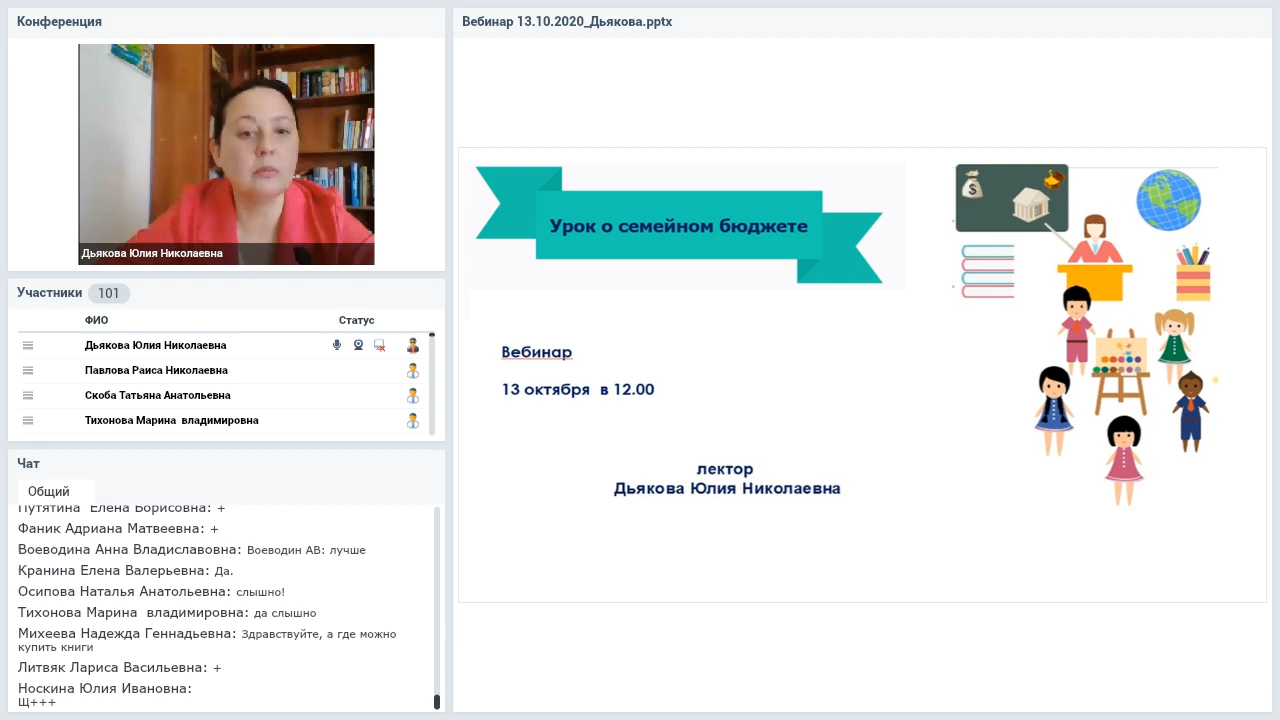 Конференция
Дьякова Юлия Николаевна
Участники 101
ФИО Статус
Дьякова Юлия Николаевна
Павлова Раиса Николаевна
Скоба Татьяна Анатольевна
Тихонова Марина владимировна
Чат
Общий
Путятина Елена Борисовна: +
Фаник Адриана Матвеевна: +
Воеводина Анна Владиславовна: Воеводин АВ: лучше
Кранина Елена Валерьевна: Да.
Осипова Наталья Анатольевна: слышно!
Тихонова Марина владимировна: да слышно
Михеева Надежда Геннадьевна: Здравствуйте, а где можно
купить книги
Литвяк Лариса Васильевна: +
Носкина Юлия Ивановна:
Щ+++
Вебинар 13.10.2020_Дьякова.pptx
Урок о семейном бюджете
Вебинар
13 октября в 12.00
лектор
Дьякова Юлия Николаевна